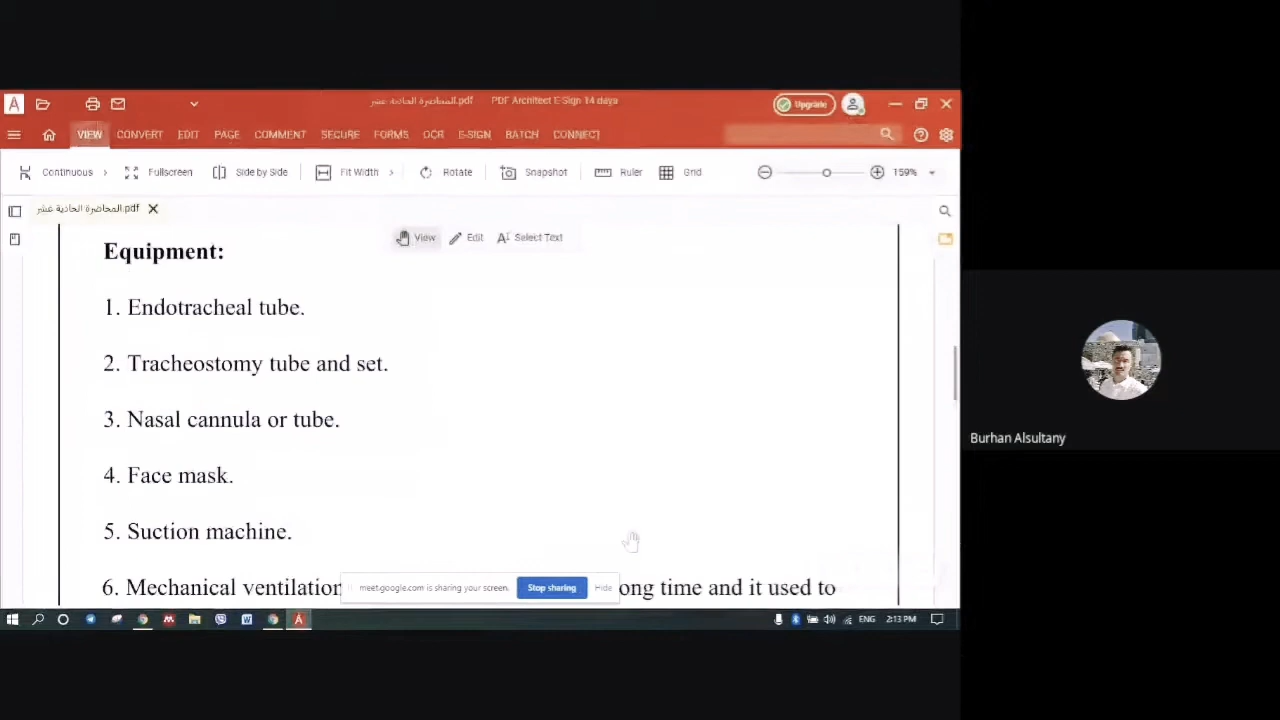 المحاضرة الحادية عشر.pdf PDF Architect E-Sign 14 days
Upgrade
VIEW CONVERT EDIT PAGE COMMENT SECURE FORMS OCR E-SIGN BATCH CONNECT
Continuous Fullscreen Side by Side Fit Width Rotate Snapshot Ruler Grid 159%
المحاضرة الحادية عشر.pdf
View Edit Select Text
Equipment:
1. Endotracheal tube.
2. Tracheostomy tube and set.
3. Nasal cannula or tube.
4. Face mask.
5. Suction machine.
6. Mechanical ventilation ong time and it used to
meet.google.com is sharing your screen. Stop sharing Hide
ENG 2:13 PM
Burhan Alsultany